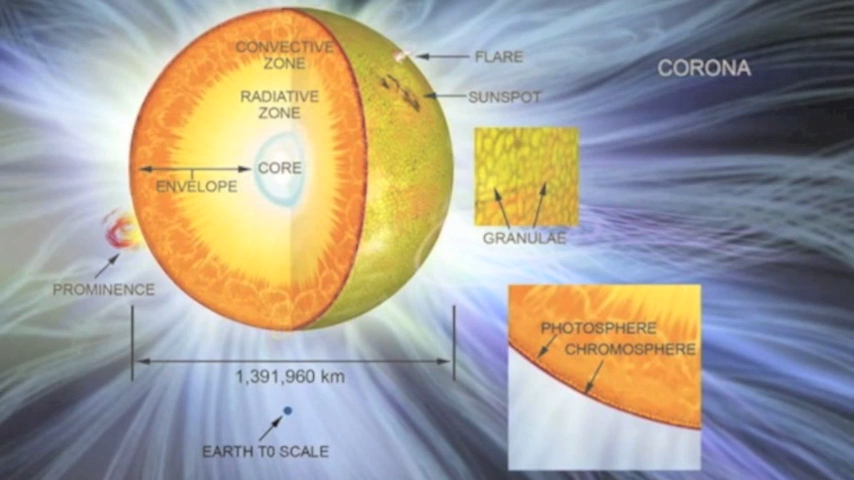 CONVECTIVE
ZONE
FLARE
CORONA
RADIATIVE
ZONE
SUNSPOT
CORE
ENVELOPE
GRANULAE
PROMINENCE
PHOTOSPHERE
CHROMOSPHERE
1,391,960 km
EARTH T0 SCALE